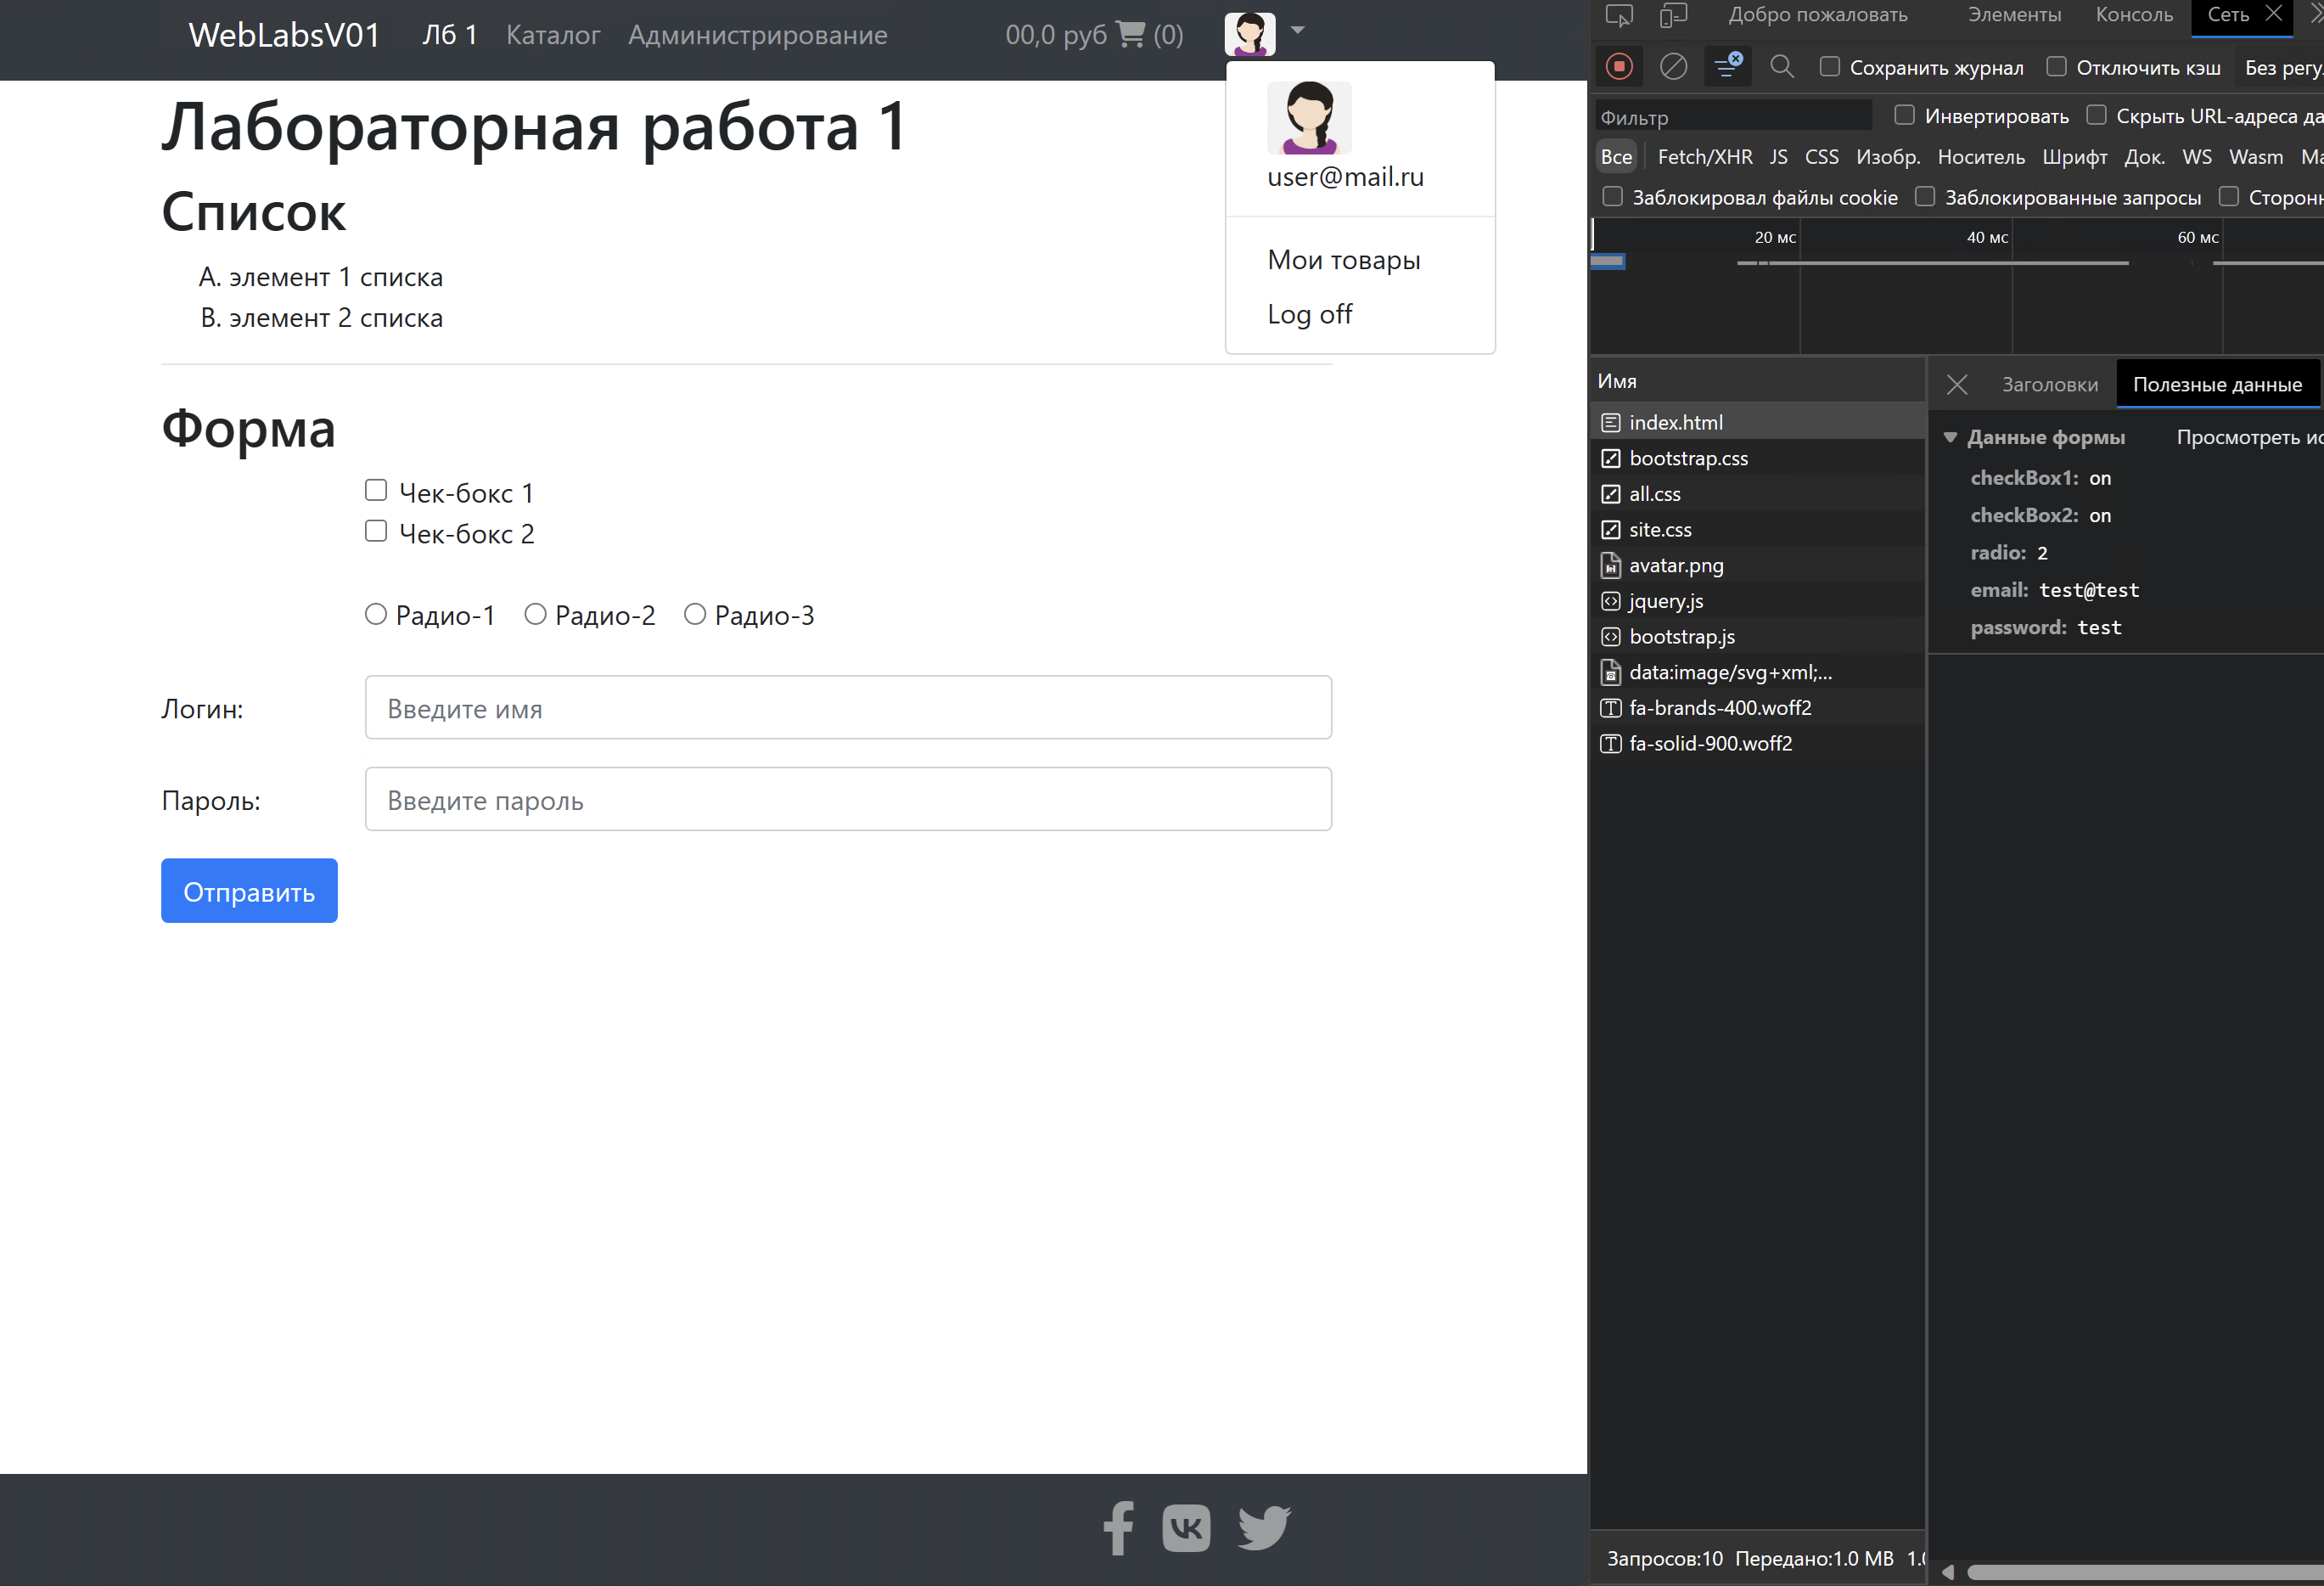 WebLabsV01 Лб 1 Каталог Администрирование 00,0 руб (0)
user@mail.ru
Мои товары
Log off
Лабораторная работа 1
Список
A. элемент 1 списка
B. элемент 2 списка
Форма
Чек-бокс 1
Чек-бокс 2
Радио-1 Радио-2 Радио-3
Логин: Введите имя
Пароль: Введите пароль
Отправить
Добро пожаловать Элементы Консоль Сеть
Сохранить журнал Отключить кэш Без регу
Фильтр Инвертировать Скрыть URL-адреса да
Все Fetch/XHR JS CSS Изобр. Носитель Шрифт Док. WS Wasm Ma
Заблокировал файлы cookie Заблокированные запросы Сторон
20 мс 40 мс 60 мс
Имя
index.html
bootstrap.css
all.css
site.css
avatar.png
jquery.js
bootstrap.js
data:image/svg+xml;...
fa-brands-400.woff2
fa-solid-900.woff2
Заголовки Полезные данные
Данные формы Просмотреть ис
checkBox1: on
checkBox2: on
radio: 2
email: test@test
password: test
Запросов:10 Передано:1.0 MB 1.